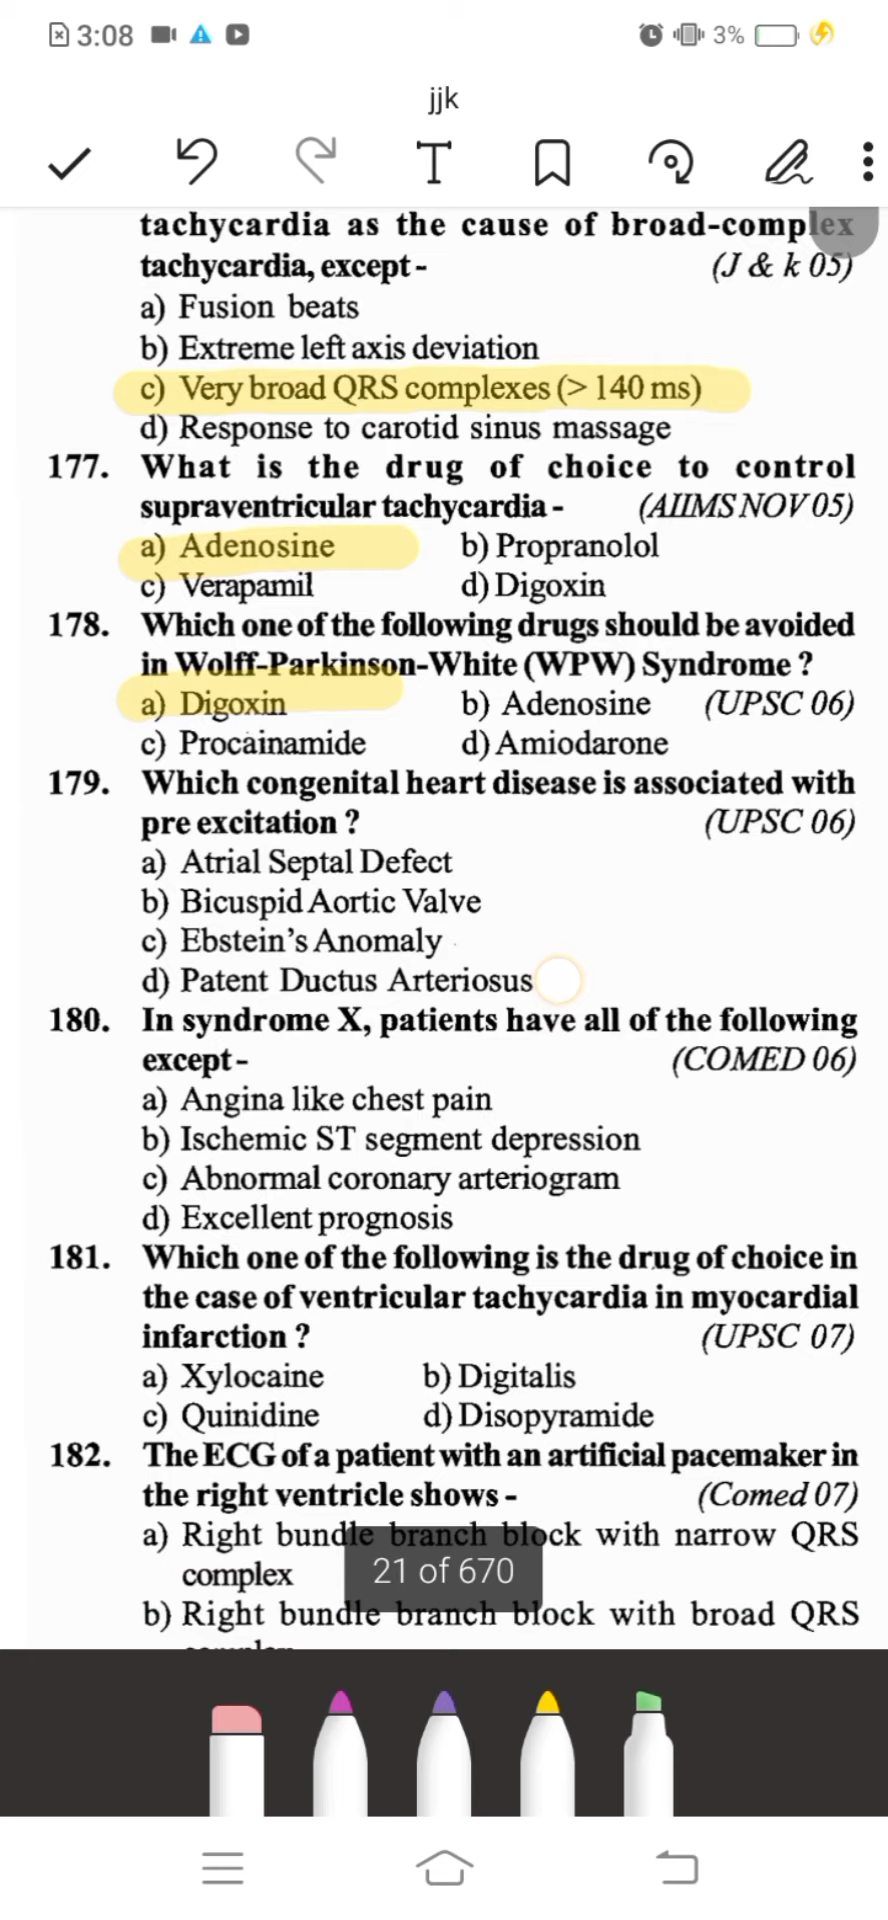 3:08
3%
jjk
T
tachycardia as the cause of broad-complex
tachycardia, except - (J & k 05)
a) Fusion beats
b) Extreme left axis deviation
c) Very broad QRS complexes (> 140 ms)
d) Response to carotid sinus massage
177. What is the drug of choice to control
supraventricular tachycardia - (AIIMS NOV 05)
a) Adenosine b) Propranolol
c) Verapamil d) Digoxin
178. Which one of the following drugs should be avoided
in Wolff-Parkinson-White (WPW) Syndrome ?
a) Digoxin b) Adenosine (UPSC 06)
c) Procainamide d) Amiodarone
179. Which congenital heart disease is associated with
pre excitation ? (UPSC 06)
a) Atrial Septal Defect
b) Bicuspid Aortic Valve
c) Ebstein's Anomaly
d) Patent Ductus Arteriosus
180. In syndrome X, patients have all of the following
except - (COMED 06)
a) Angina like chest pain
b) Ischemic ST segment depression
c) Abnormal coronary arteriogram
d) Excellent prognosis
181. Which one of the following is the drug of choice in
the case of ventricular tachycardia in myocardial
infarction ? (UPSC 07)
a) Xylocaine b) Digitalis
c) Quinidine d) Disopyramide
182. The ECG of a patient with an artificial pacemaker in
the right ventricle shows - (Comed 07)
a) Right bundle branch block with narrow QRS
complex
21 of 670
b) Right bundle branch block with broad QRS